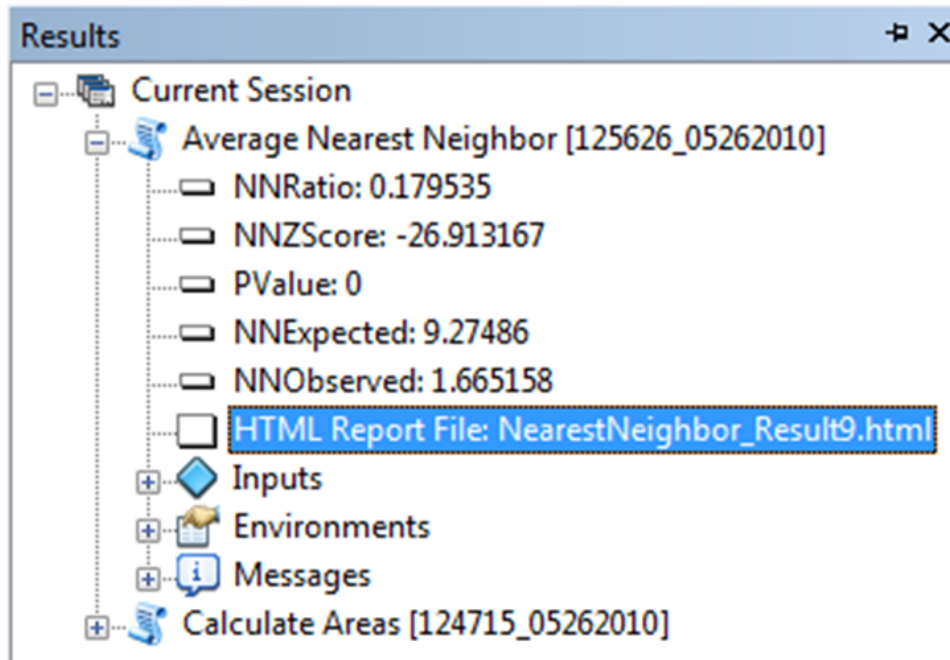 Results
Current Session
Average Nearest Neighbor [125626_05262010]
NNRatio: 0.179535
NNZScore: -26.913167
PValue: 0
NNExpected: 9.27486
NNObserved: 1.665158
HTML Report File: NearestNeighbor_Result9.html
Inputs
Environments
Messages
Calculate Areas [124715_05262010]